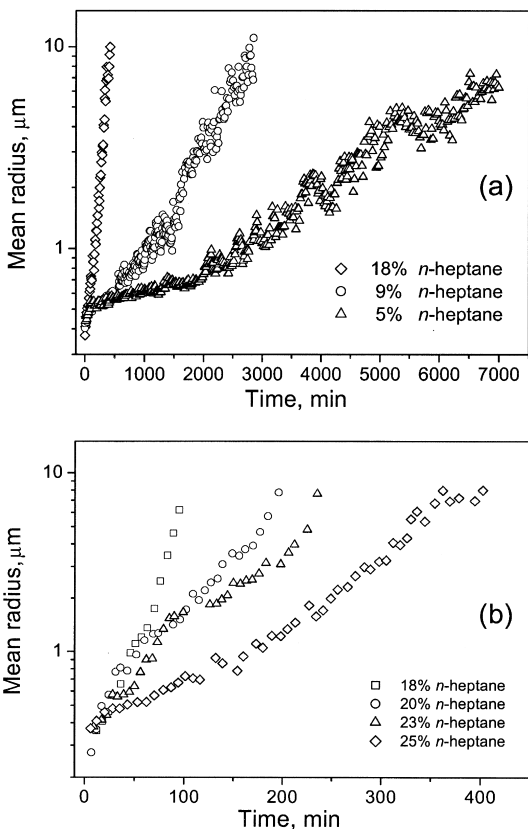 10
1
Mean radius, μm
(a)
◇ 18% n-heptane
○ 9% n-heptane
△ 5% n-heptane
0 1000 2000 3000 4000 5000 6000 7000
Time, min
10
1
Mean radius, μm
(b)
□ 18% n-heptane
○ 20% n-heptane
△ 23% n-heptane
◇ 25% n-heptane
0 100 200 300 400
Time, min